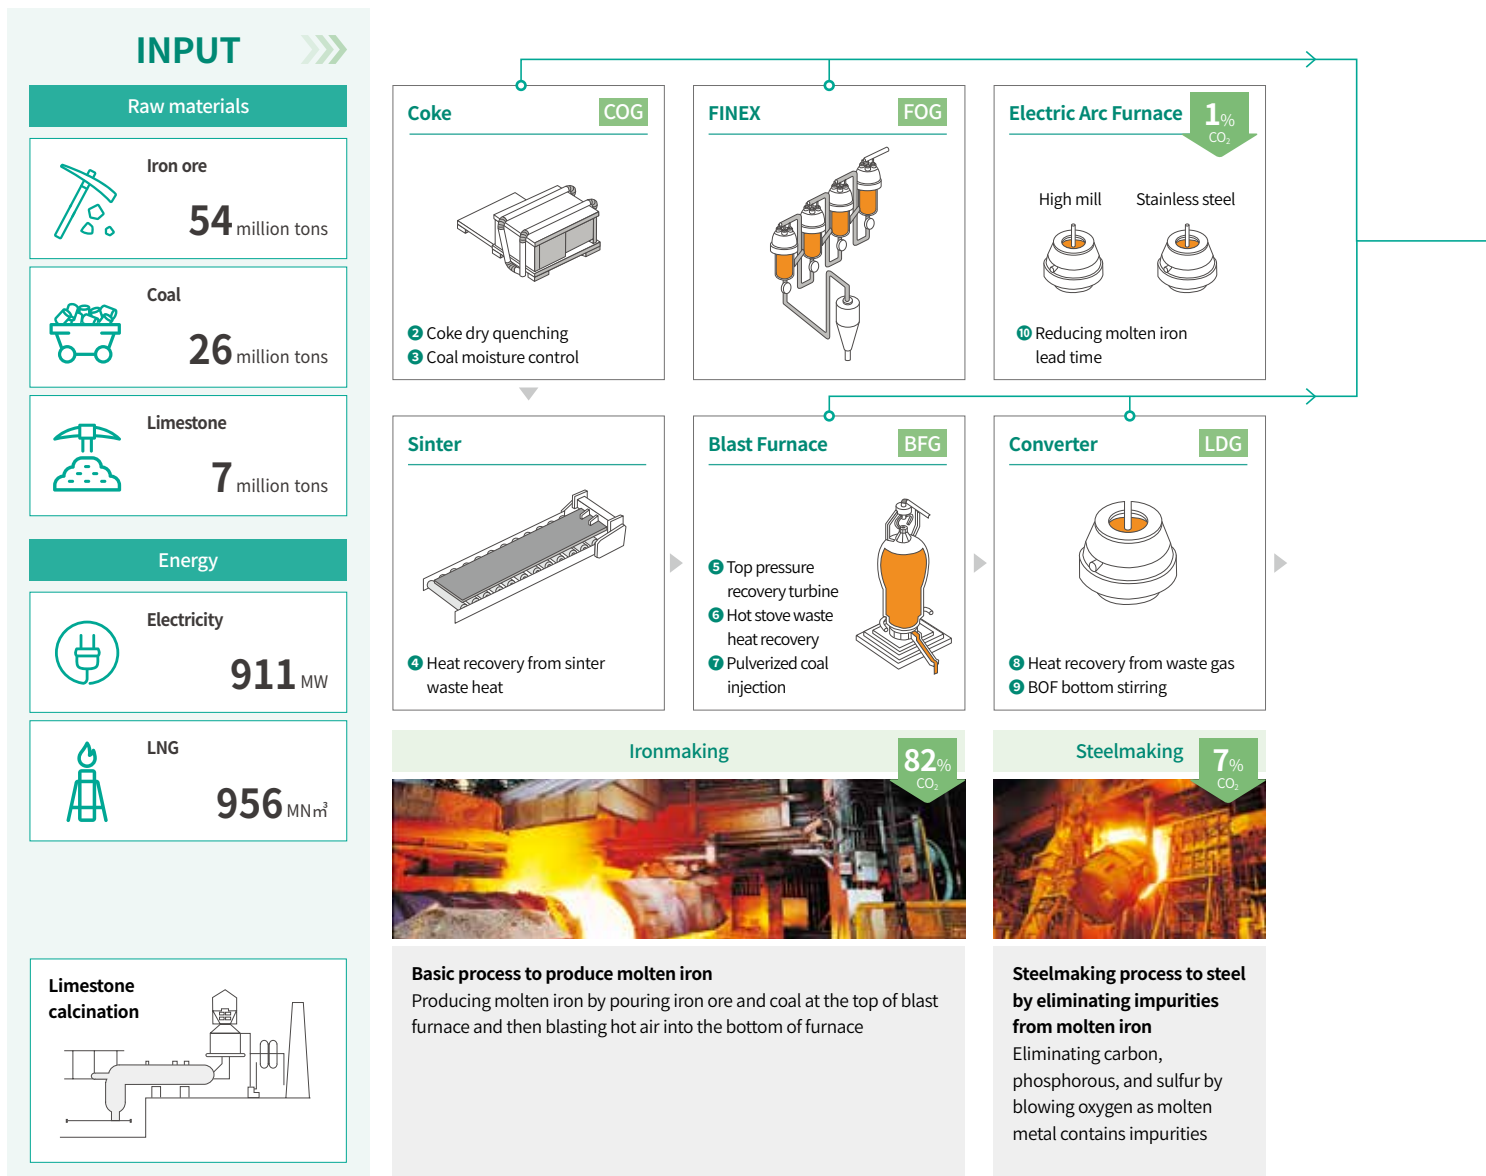 INPUT
Raw materials
Iron ore
54 million tons
Coal
26 million tons
Limestone
7 million tons
Energy
Electricity
911 MW
LNG
956 MN㎥
Limestone
calcination
Coke
COG
❷ Coke dry quenching
❸ Coal moisture control
FINEX
FOG
Electric Arc Furnace
1%
CO₂
High mill
Stainless steel
❿ Reducing molten iron
lead time
Sinter
❹ Heat recovery from sinter
waste heat
Blast Furnace
BFG
❺ Top pressure
recovery turbine
❻ Hot stove waste
heat recovery
❼ Pulverized coal
injection
Converter
LDG
❽ Heat recovery from waste gas
❾ BOF bottom stirring
Ironmaking
82%
CO₂
Basic process to produce molten iron
Producing molten iron by pouring iron ore and coal at the top of blast
furnace and then blasting hot air into the bottom of furnace
Steelmaking
7%
CO₂
Steelmaking process to steel
by eliminating impurities
from molten iron
Eliminating carbon,
phosphorous, and sulfur by
blowing oxygen as molten
metal contains impurities